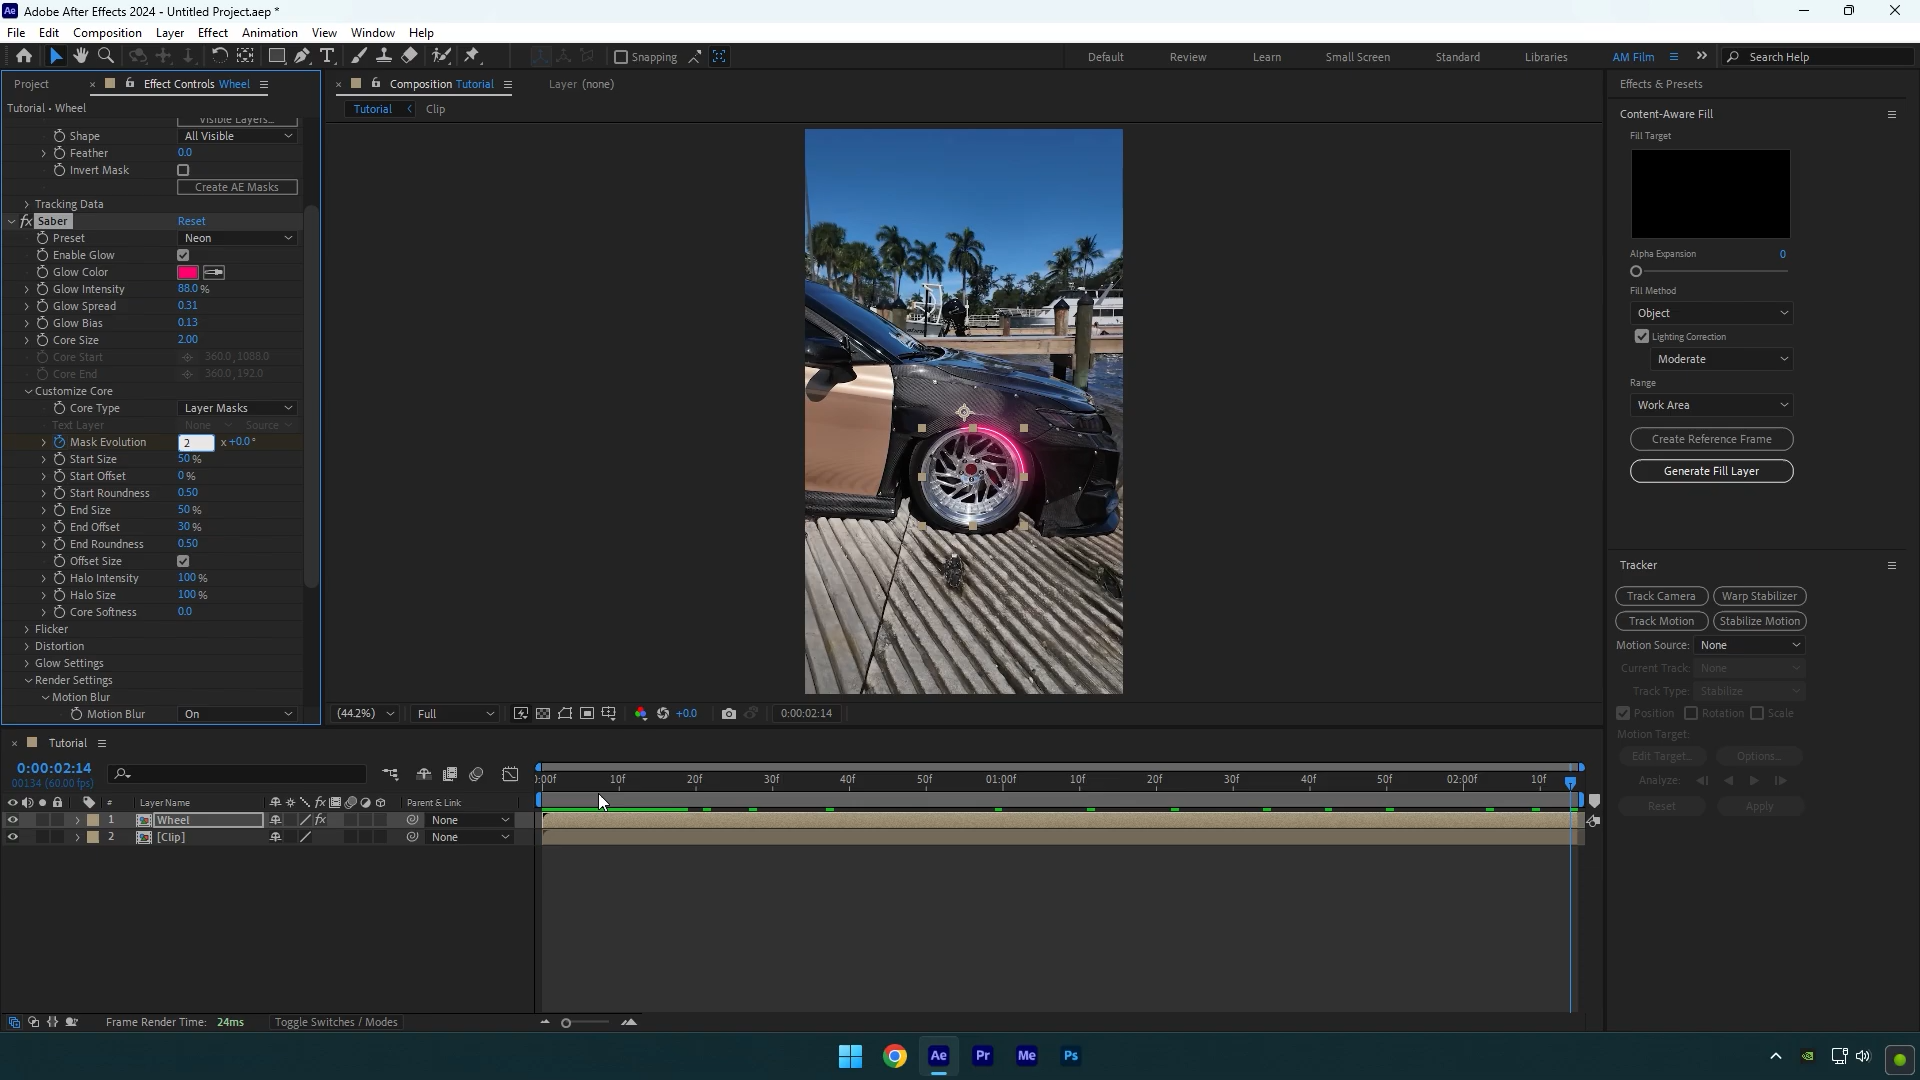 Adobe After Effects 2024 - Untitled Project.aep *
File Edit Composition Layer Effect Animation View Window Help
Snapping
Default Review Learn Small Screen Standard Libraries AM Film Search Help
Project Effect Controls Wheel
Composition Tutorial Layer (none)
Effects & Presets
Tutorial • Wheel
Tutorial Clip
Visible Layers...
Shape All Visible
Feather 0.0
Invert Mask
Create AE Masks
Tracking Data
fx Saber Reset
Preset Neon
Enable Glow
Glow Color
Glow Intensity 88.0 %
Glow Spread 0.31
Glow Bias 0.13
Core Size 2.00
Core Start 360.0,1088.0
Core End 360.0,192.0
Customize Core
Core Type Layer Masks
Text Layer None Source
Mask Evolution 2 x +0.0 °
Start Size 50 %
Start Offset 0 %
Start Roundness 0.50
End Size 50 %
End Offset 30 %
End Roundness 0.50
Offset Size
Halo Intensity 100 %
Halo Size 100 %
Core Softness 0.0
Flicker
Distortion
Glow Settings
Render Settings
Motion Blur
Motion Blur On
(44.2%) Full +0.0 0:00:02:14
Content-Aware Fill
Fill Target
Alpha Expansion 0
Fill Method
Object
Lighting Correction
Moderate
Range
Work Area
Create Reference Frame
Generate Fill Layer
Tracker
Track Camera Warp Stabilizer
Track Motion Stabilize Motion
Motion Source: None
Current Track: None
Track Type: Stabilize
Position Rotation Scale
Motion Target:
Edit Target... Options...
Analyze:
Reset Apply
Tutorial
0:00:02:14
00134 (60.00 fps)
:00f 10f 20f 30f 40f 50f 01:00f 10f 20f 30f 40f 50f 02:00f 10f
# Layer Name fx Parent & Link
1 Wheel fx None
2 [Clip] None
Frame Render Time: 24ms Toggle Switches / Modes
Ae Pr Me Ps